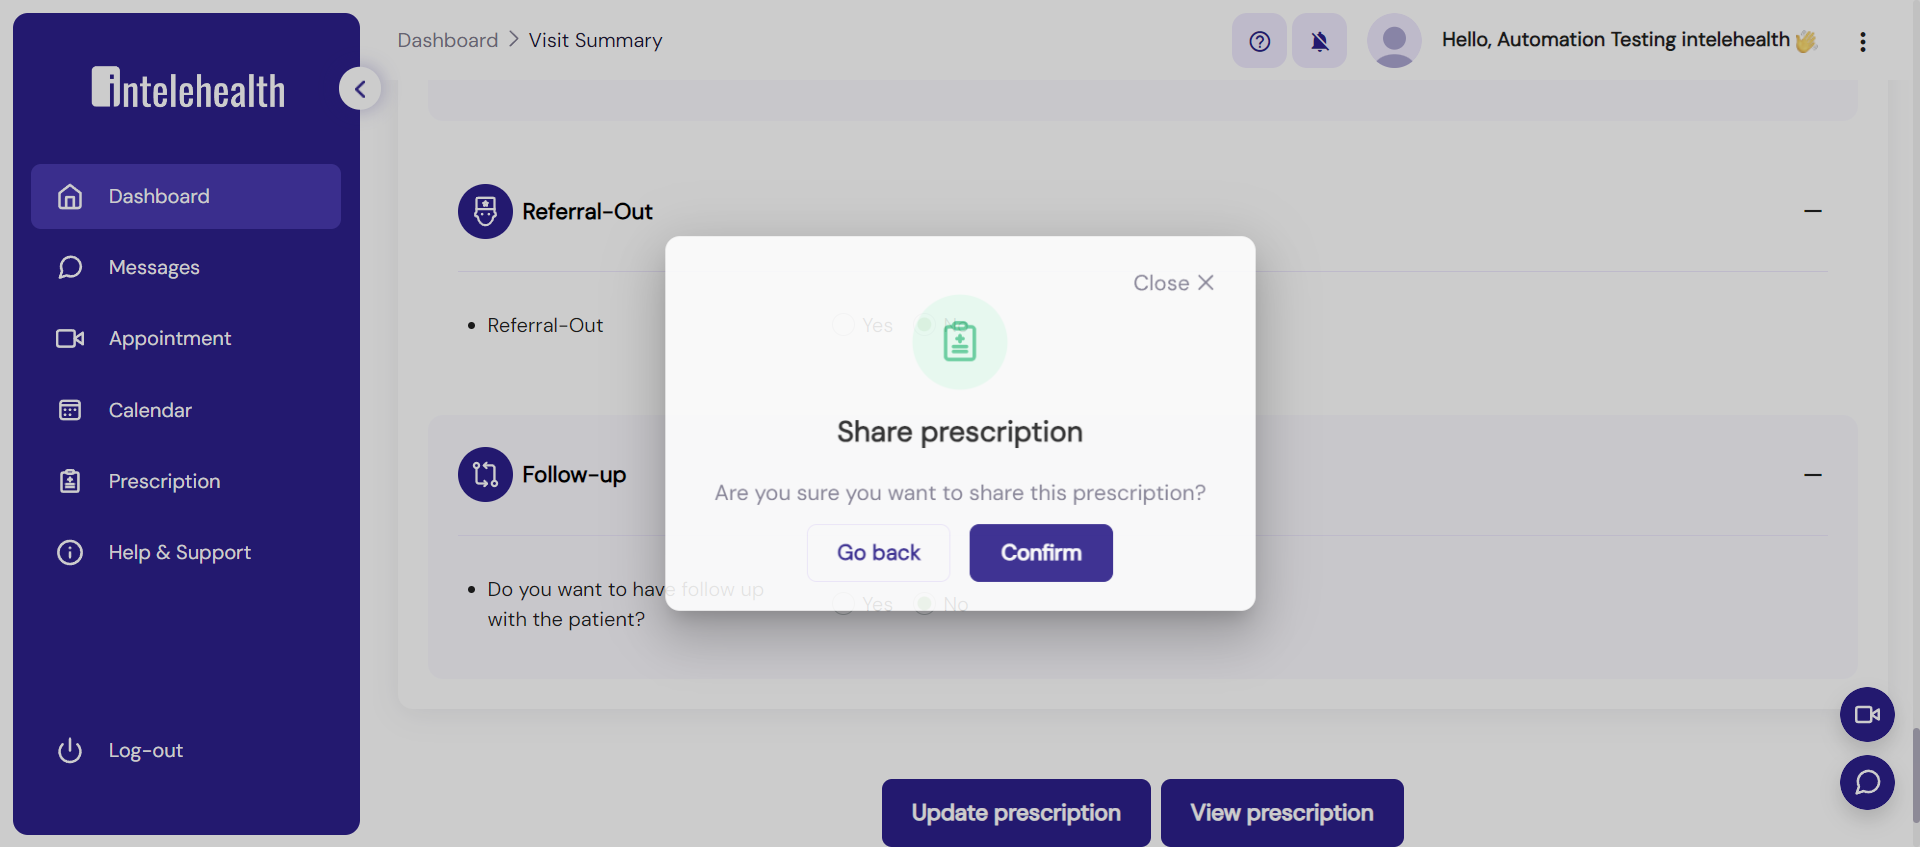 intelehealth
Dashboard
Messages
Appointment
Calendar
Prescription
Help & Support
Log-out
Dashboard > Visit Summary
Hello, Automation Testing intelehealth 👋
Referral-Out
Referral-Out
Yes
Follow-up
Do you want to have follow up
with the patient?
Yes No
Close
Share prescription
Are you sure you want to share this prescription?
Go back Confirm
Update prescription View prescription